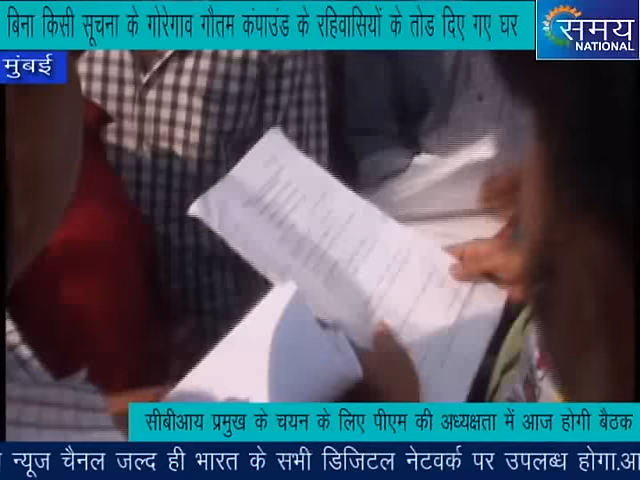 बिना किसी सूचना के गोरेगाव गौतम कंपाउंड के रहिवासियों के तोड दिए गए घर
समय
NATIONAL
मुंबई
सीबीआय प्रमुख के चयन के लिए पीएम की अध्यक्षता में आज होगी बैठक
न्यूज चैनल जल्द ही भारत के सभी डिजिटल नेटवर्क पर उपलब्ध होगा.